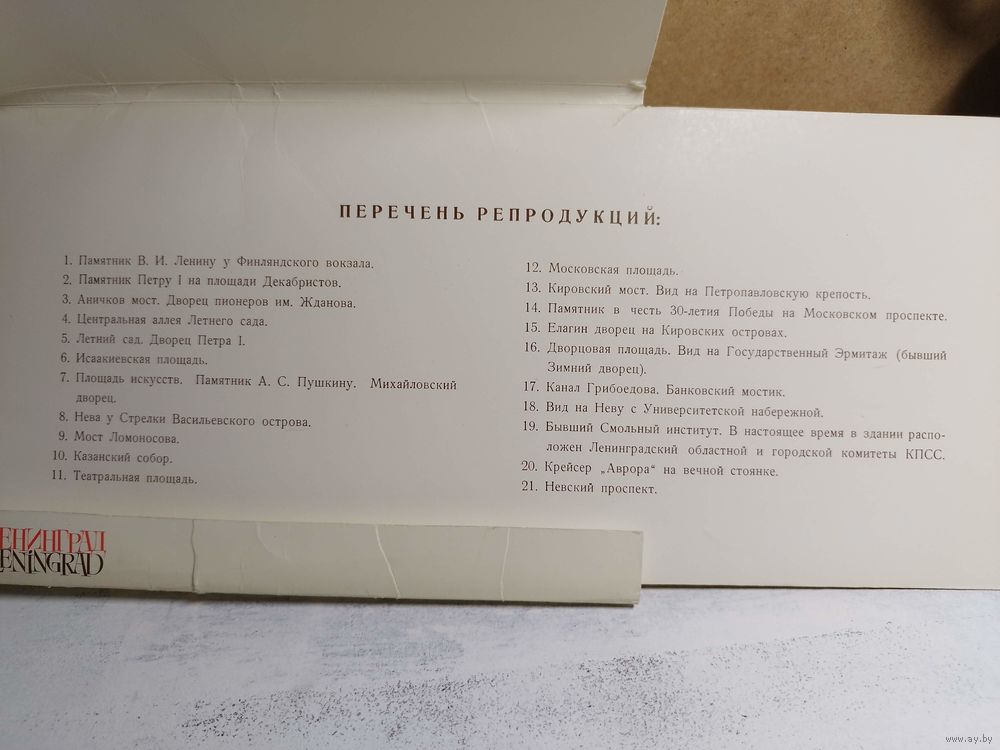 ПЕРЕЧЕНЬ РЕПРОДУКЦИЙ:
1. Памятник В. И. Ленину у Финляндского вокзала.
2. Памятник Петру I на площади Декабристов.
3. Аничков мост. Дворец пионеров им. Жданова.
4. Центральная аллея Летнего сада.
5. Летний сад. Дворец Петра I.
6. Исаакиевская площадь.
7. Площадь искусств. Памятник А. С. Пушкину. Михайловский
дворец.
8. Нева у Стрелки Васильевского острова.
9. Мост Ломоносова.
10. Казанский собор.
11. Театральная площадь.
12. Московская площадь.
13. Кировский мост. Вид на Петропавловскую крепость.
14. Памятник в честь 30-летия Победы на Московском проспекте.
15. Елагин дворец на Кировских островах.
16. Дворцовая площадь. Вид на Государственный Эрмитаж (бывший
Зимний дворец).
17. Канал Грибоедова. Банковский мостик.
18. Вид на Неву с Университетской набережной.
19. Бывший Смольный институт. В настоящее время в здании распо-
ложен Ленинградский областной и городской комитеты КПСС.
20. Крейсер „Аврора“ на вечной стоянке.
21. Невский проспект.
ЕНИНГРАД
ENINGRAD
www.ay.by